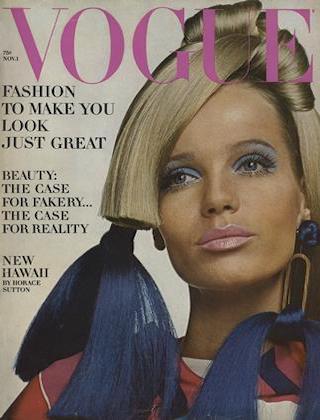 VOGUE
75¢
NOV.1
FASHION
TO MAKE YOU
LOOK
JUST GREAT
BEAUTY:
THE CASE
FOR FAKERY...
THE CASE
FOR REALITY
NEW
HAWAII
BY HORACE
SUTTON